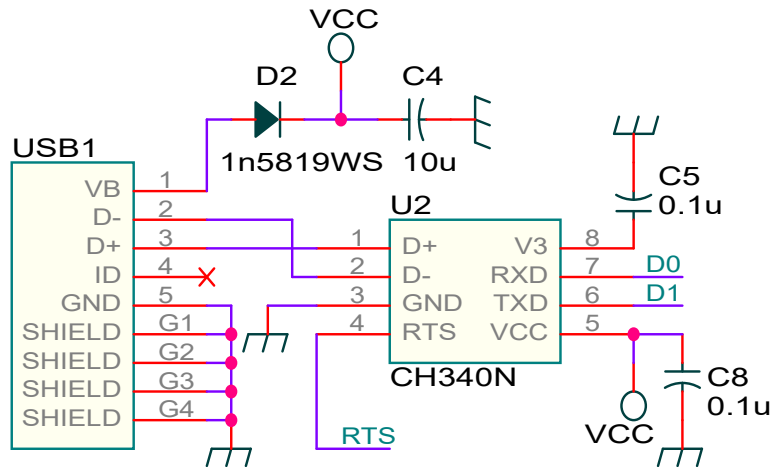 VCC
D2
C4
1n5819WS
10u
USB1
VB 1
D- 2
D+ 3
ID 4
GND 5
SHIELD G1
SHIELD G2
SHIELD G3
SHIELD G4
U2
1 D+ V3 8
2 D- RXD 7 D0
3 GND TXD 6 D1
4 RTS VCC 5
CH340N
RTS
C5
0.1u
C8
0.1u
VCC